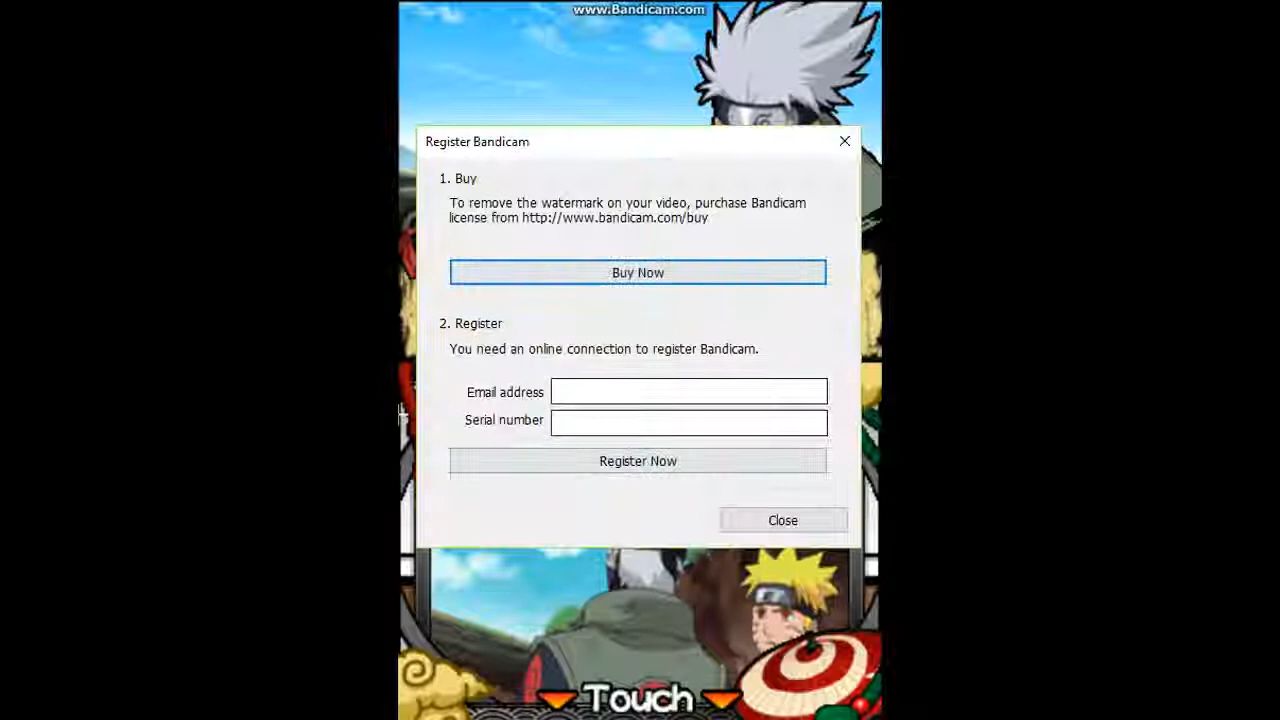 www.Bandicam.com
Register Bandicam
1. Buy
To remove the watermark on your video, purchase Bandicam
license from http://www.bandicam.com/buy
Buy Now
2. Register
You need an online connection to register Bandicam.
Email address
Serial number
Register Now
Close
Touch